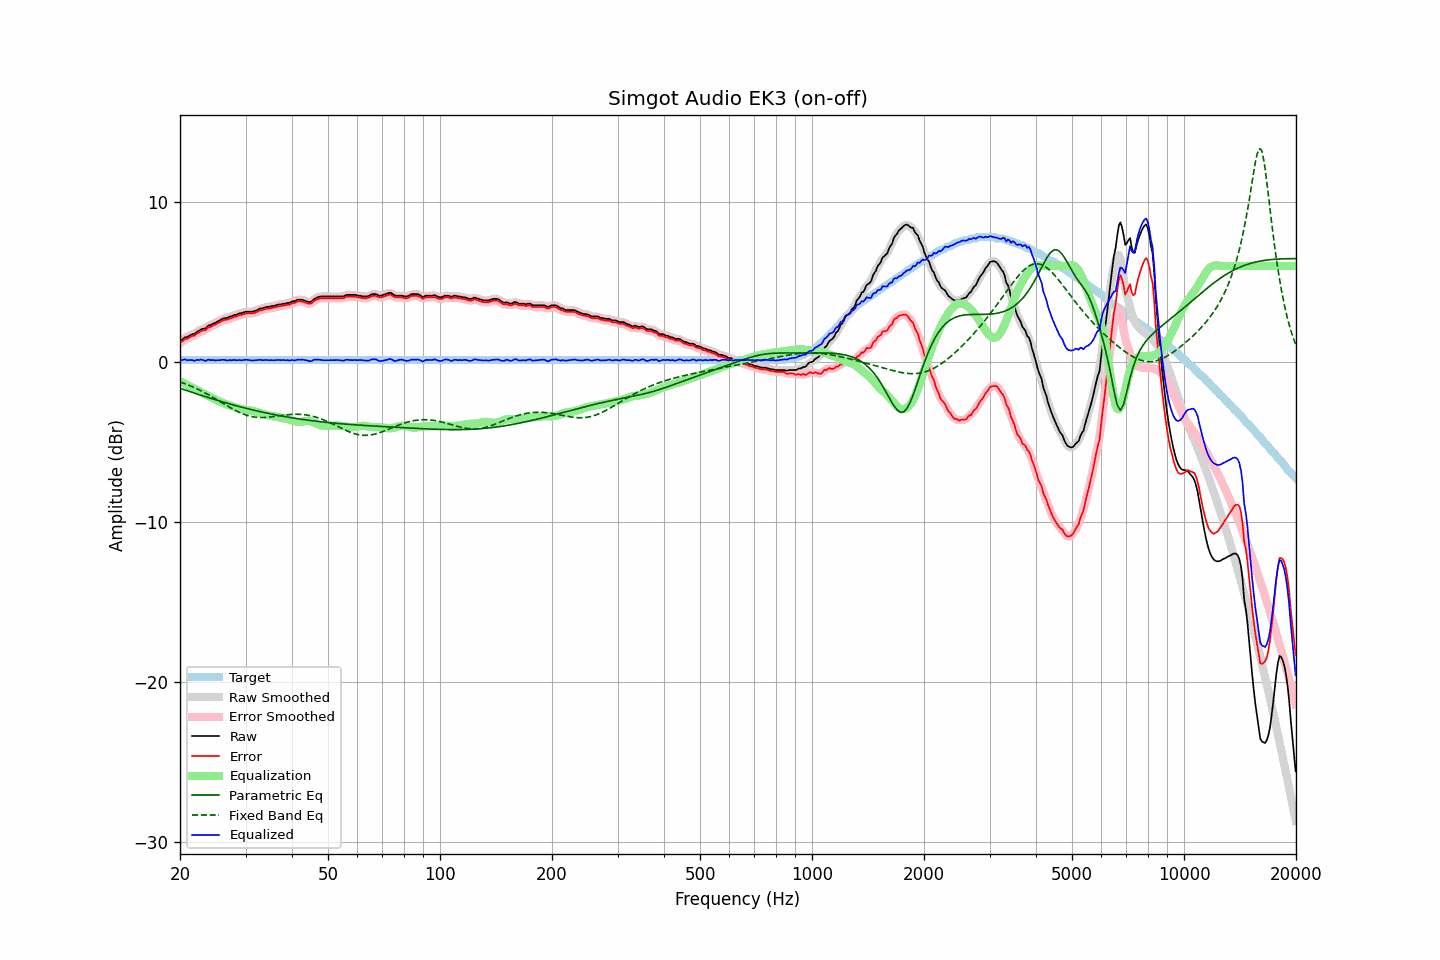 Simgot Audio EK3 (on-off)
Amplitude (dBr)
10
0
−10
−20
−30
Target
Raw Smoothed
Error Smoothed
Raw
Error
Equalization
Parametric Eq
Fixed Band Eq
Equalized
20 50 100 200 500 1000 2000 5000 10000 20000
Frequency (Hz)